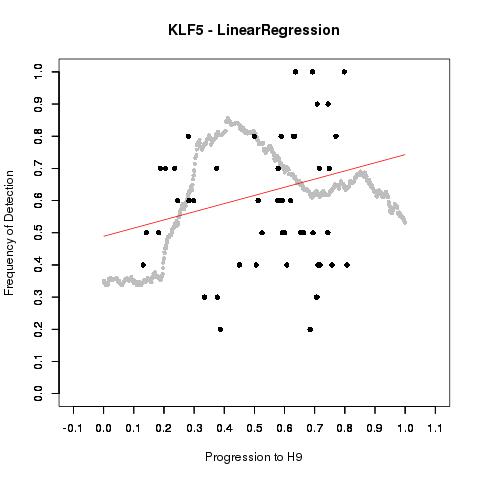 KLF5 - LinearRegression
Frequency of Detection
1.0
0.9
0.8
0.7
0.6
0.5
0.4
0.3
0.2
0.1
0.0
-0.1 0.0 0.1 0.2 0.3 0.4 0.5 0.6 0.7 0.8 0.9 1.0 1.1
Progression to H9